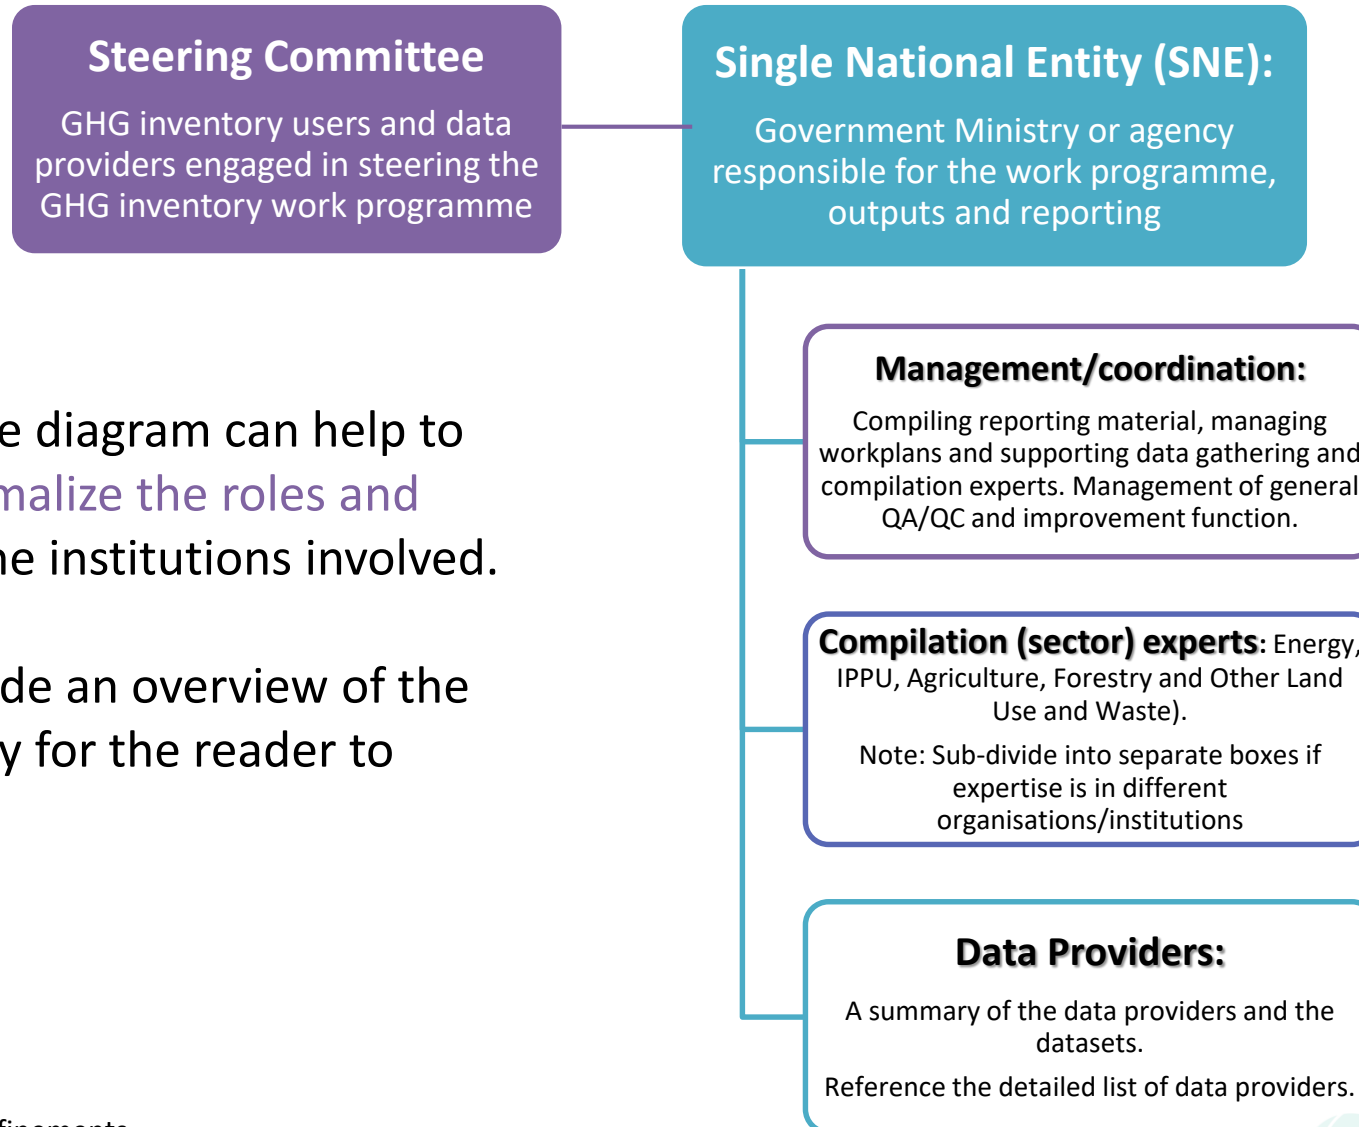 Steering Committee
GHG inventory users and data
providers engaged in steering the
GHG inventory work programme
Single National Entity (SNE):
Government Ministry or agency
responsible for the work programme,
outputs and reporting
e diagram can help to
malize the roles and
ne institutions involved.
de an overview of the
y for the reader to
Management/coordination:
Compiling reporting material, managing
workplans and supporting data gathering and
compilation experts. Management of general
QA/QC and improvement function.
Compilation (sector) experts: Energy,
IPPU, Agriculture, Forestry and Other Land
Use and Waste).
Note: Sub-divide into separate boxes if
expertise is in different
organisations/institutions
Data Providers:
A summary of the data providers and the
datasets.
Reference the detailed list of data providers.